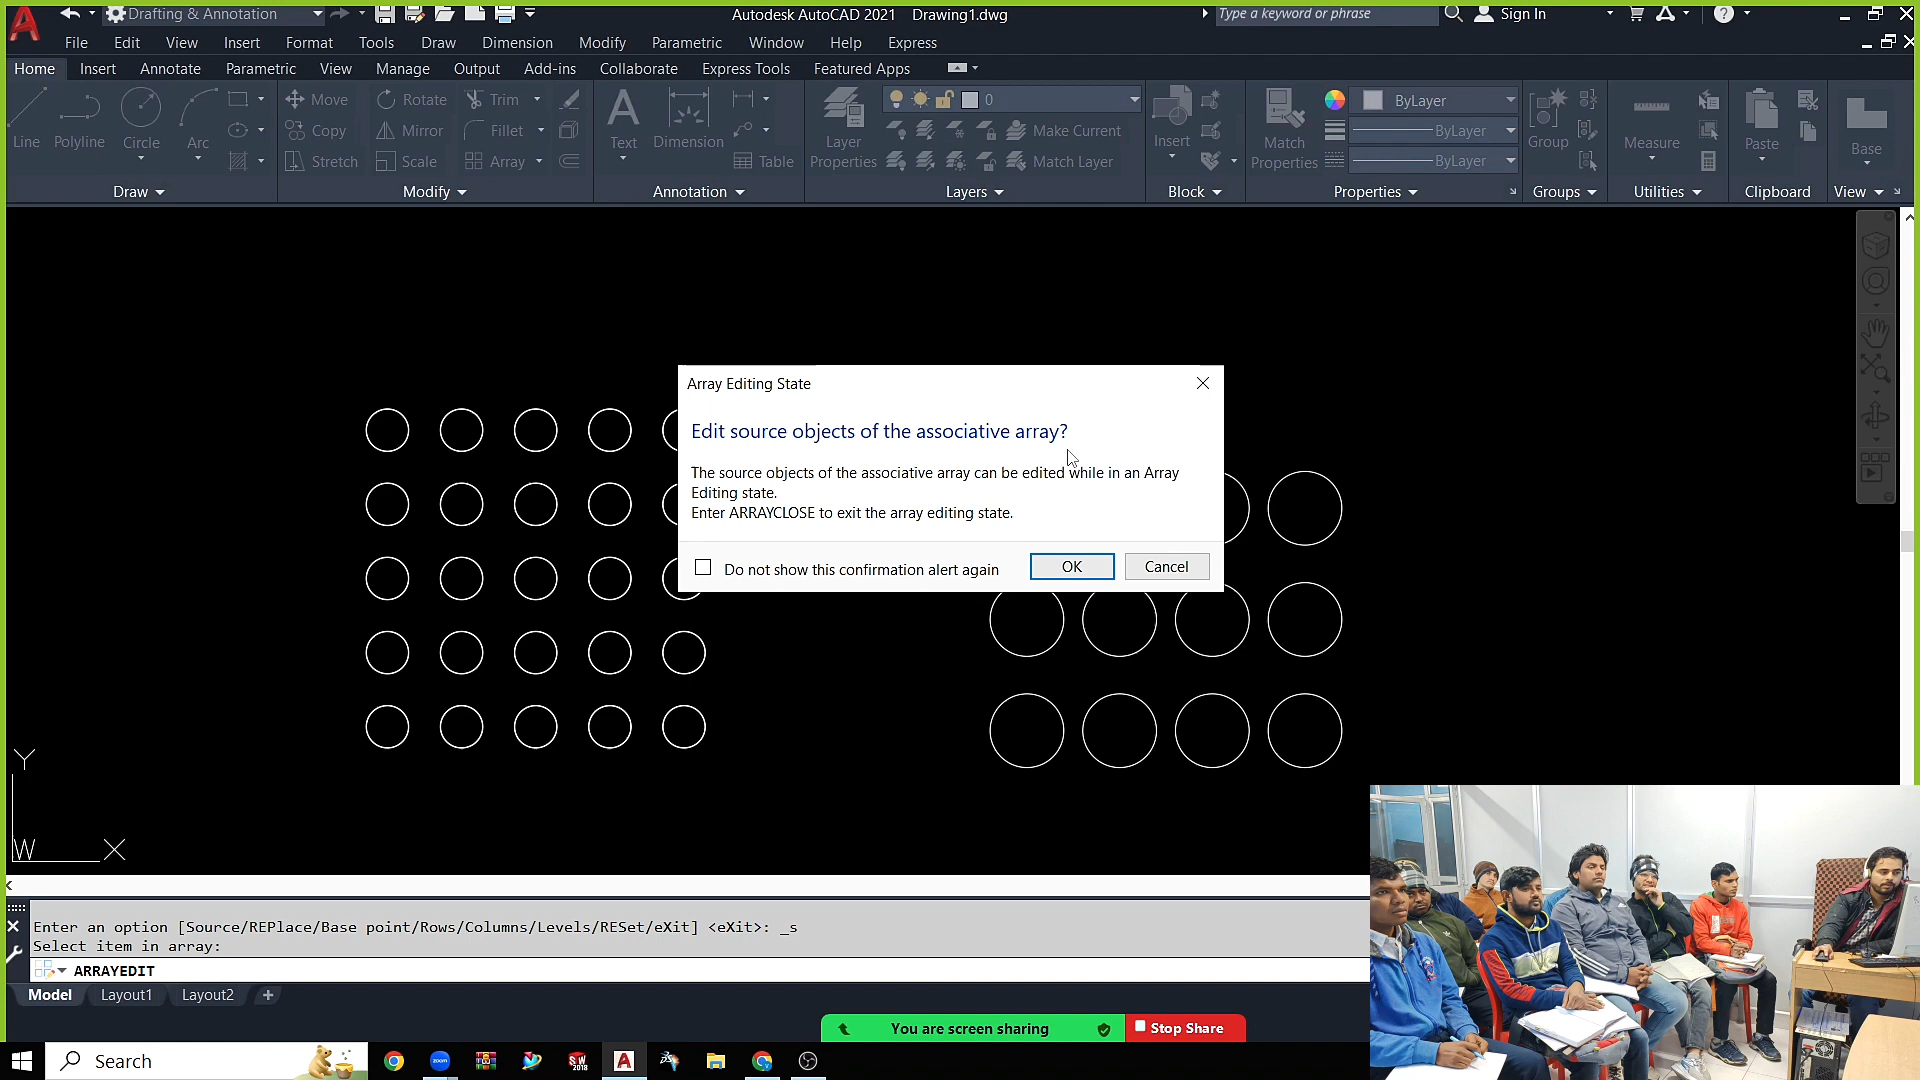 Drafting & Annotation
Autodesk AutoCAD 2021 Drawing1.dwg
Type a keyword or phrase
Sign In
File Edit View Insert Format Tools Draw Dimension Modify Parametric Window Help Express
Home Insert Annotate Parametric View Manage Output Add-ins Collaborate Express Tools Featured Apps
Line Polyline Circle Arc
Move Rotate Trim
Copy Mirror Fillet
Stretch Scale Array
Text Dimension Table
Layer Properties
0
Make Current
Match Layer
Insert
Match Properties
ByLayer
ByLayer
ByLayer
Group
Measure
Paste
Base
Draw Modify Annotation Layers Block Properties Groups Utilities Clipboard View
Array Editing State
Edit source objects of the associative array?
The source objects of the associative array can be edited while in an Array
Editing state.
Enter ARRAYCLOSE to exit the array editing state.
Do not show this confirmation alert again
OK Cancel
Y
W X
Enter an option [Source/REPlace/Base point/Rows/Columns/Levels/RESet/eXit] <eXit>: _s
Select item in array:
ARRAYEDIT
Model Layout1 Layout2 +
You are screen sharing Stop Share
Search
zoom
SW
2018
A